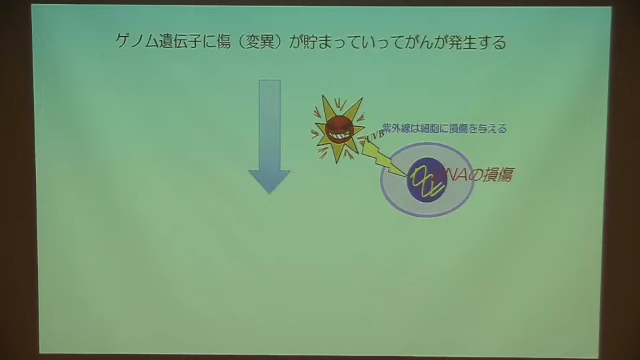 ゲノム遺伝子に傷（変異）が貯まっていってがんが発生する
紫外線は細胞に損傷を与える
UVB
NAの損傷